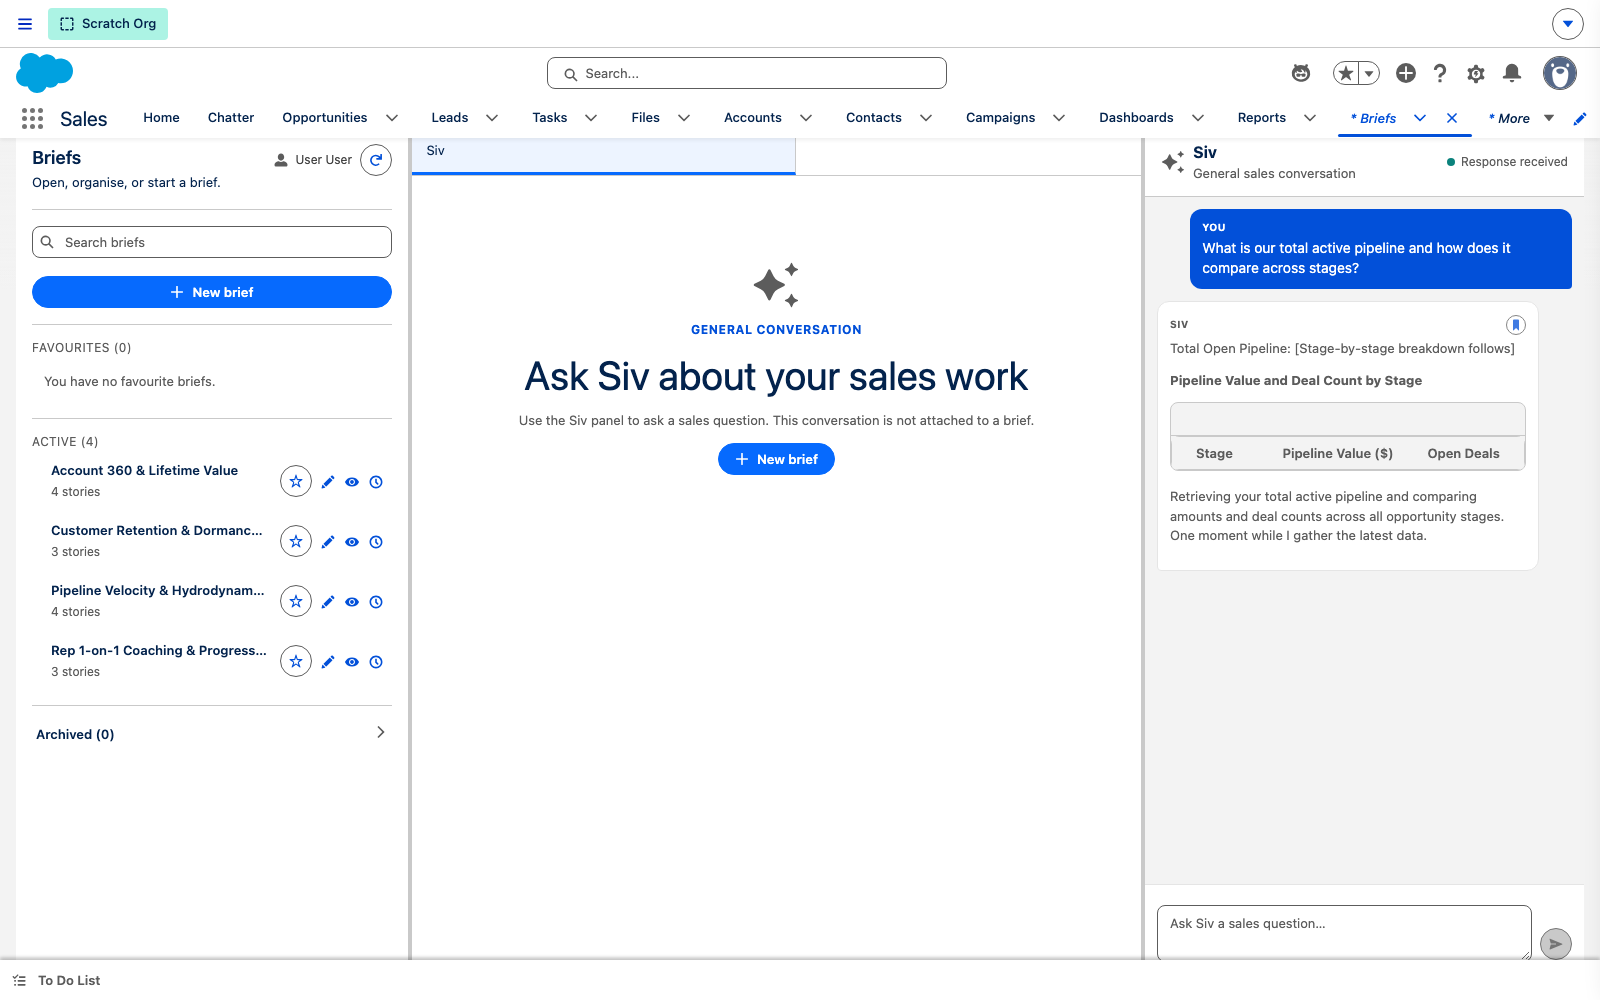 Scratch Org
Search...
Sales
Home
Chatter
Opportunities
Leads
Tasks
Files
Accounts
Contacts
Campaigns
Dashboards
Reports
* Briefs
* More
Briefs
User User
Open, organise, or start a brief.
Search briefs
New brief
FAVOURITES (0)
You have no favourite briefs.
ACTIVE (4)
Account 360 & Lifetime Value
4 stories
Customer Retention & Dormanc...
3 stories
Pipeline Velocity & Hydrodynam...
4 stories
Rep 1-on-1 Coaching & Progress...
3 stories
Archived (0)
Siv
GENERAL CONVERSATION
Ask Siv about your sales work
Use the Siv panel to ask a sales question. This conversation is not attached to a brief.
New brief
Siv
General sales conversation
Response received
YOU
What is our total active pipeline and how does it
compare across stages?
SIV
Total Open Pipeline: [Stage-by-stage breakdown follows]
Pipeline Value and Deal Count by Stage
Stage
Pipeline Value ($)
Open Deals
Retrieving your total active pipeline and comparing
amounts and deal counts across all opportunity stages.
One moment while I gather the latest data.
Ask Siv a sales question...
To Do List